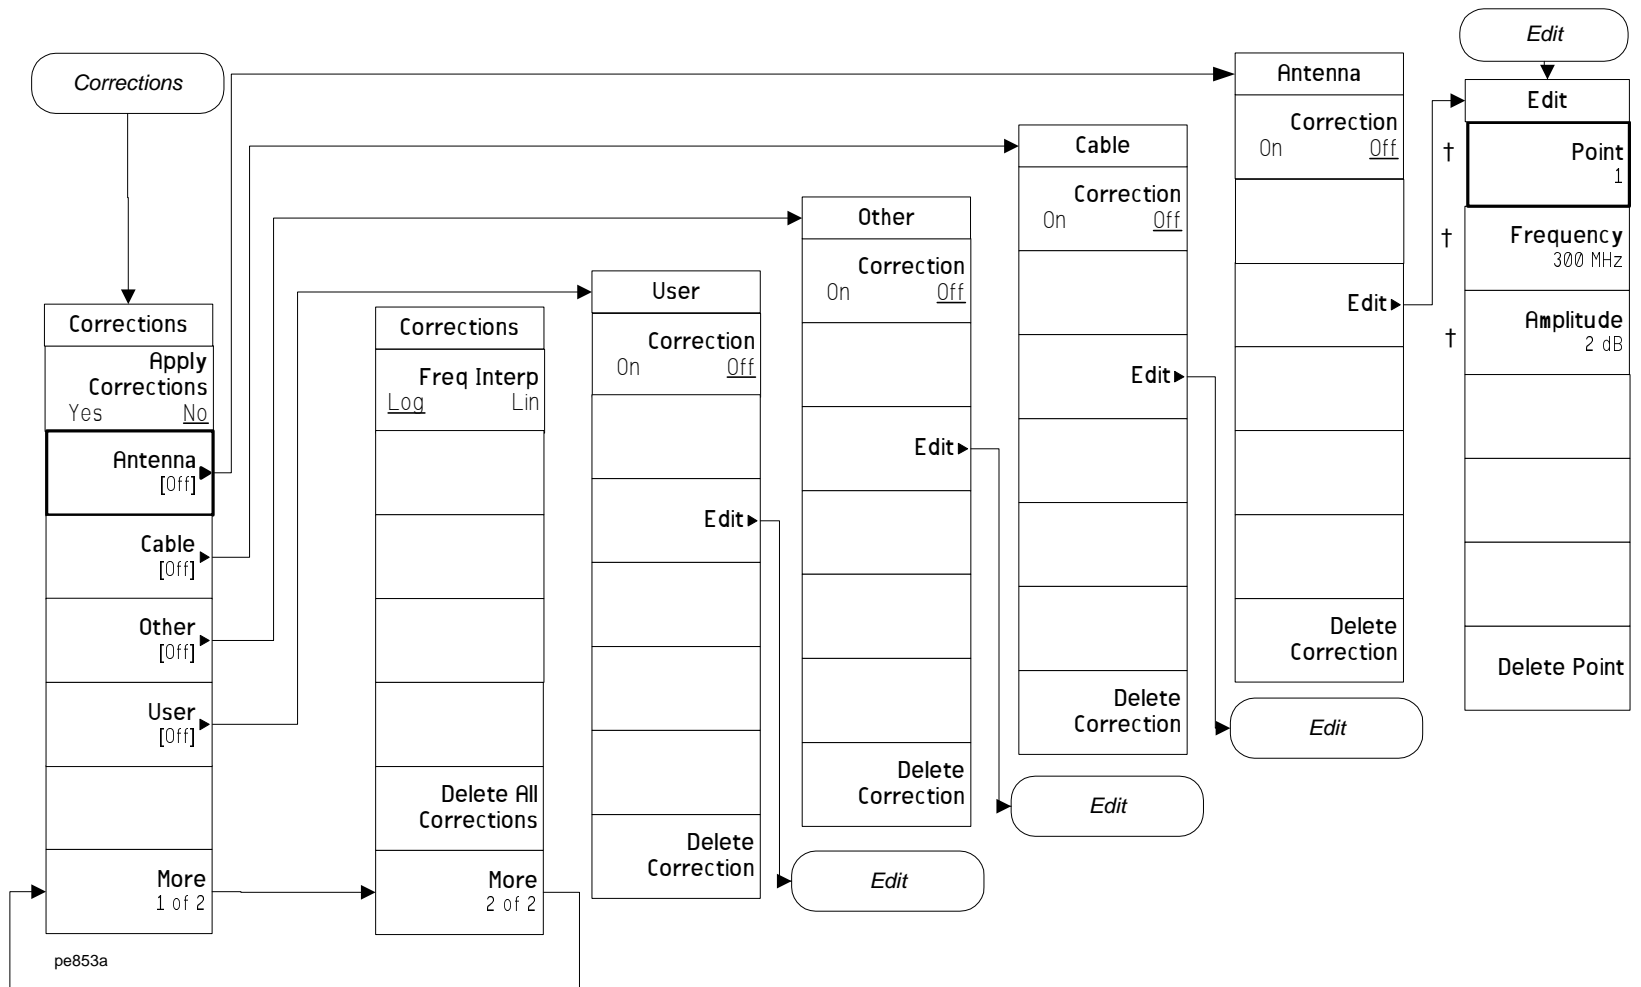 Corrections
Corrections
Apply
Corrections
Yes No
Antenna
[Off]
Cable
[Off]
Other
[Off]
User
[Off]
More
1 of 2
pe853a
Corrections
Freq Interp
Log Lin
Delete All
Corrections
More
2 of 2
User
Correction
On Off
Edit
Delete
Correction
Edit
Other
Correction
On Off
Edit
Delete
Correction
Edit
Cable
Correction
On Off
Edit
Delete
Correction
Edit
Antenna
Correction
On Off
Edit
Delete
Correction
Edit
Edit
† Point
1
† Frequency
300 MHz
† Amplitude
2 dB
Delete Point